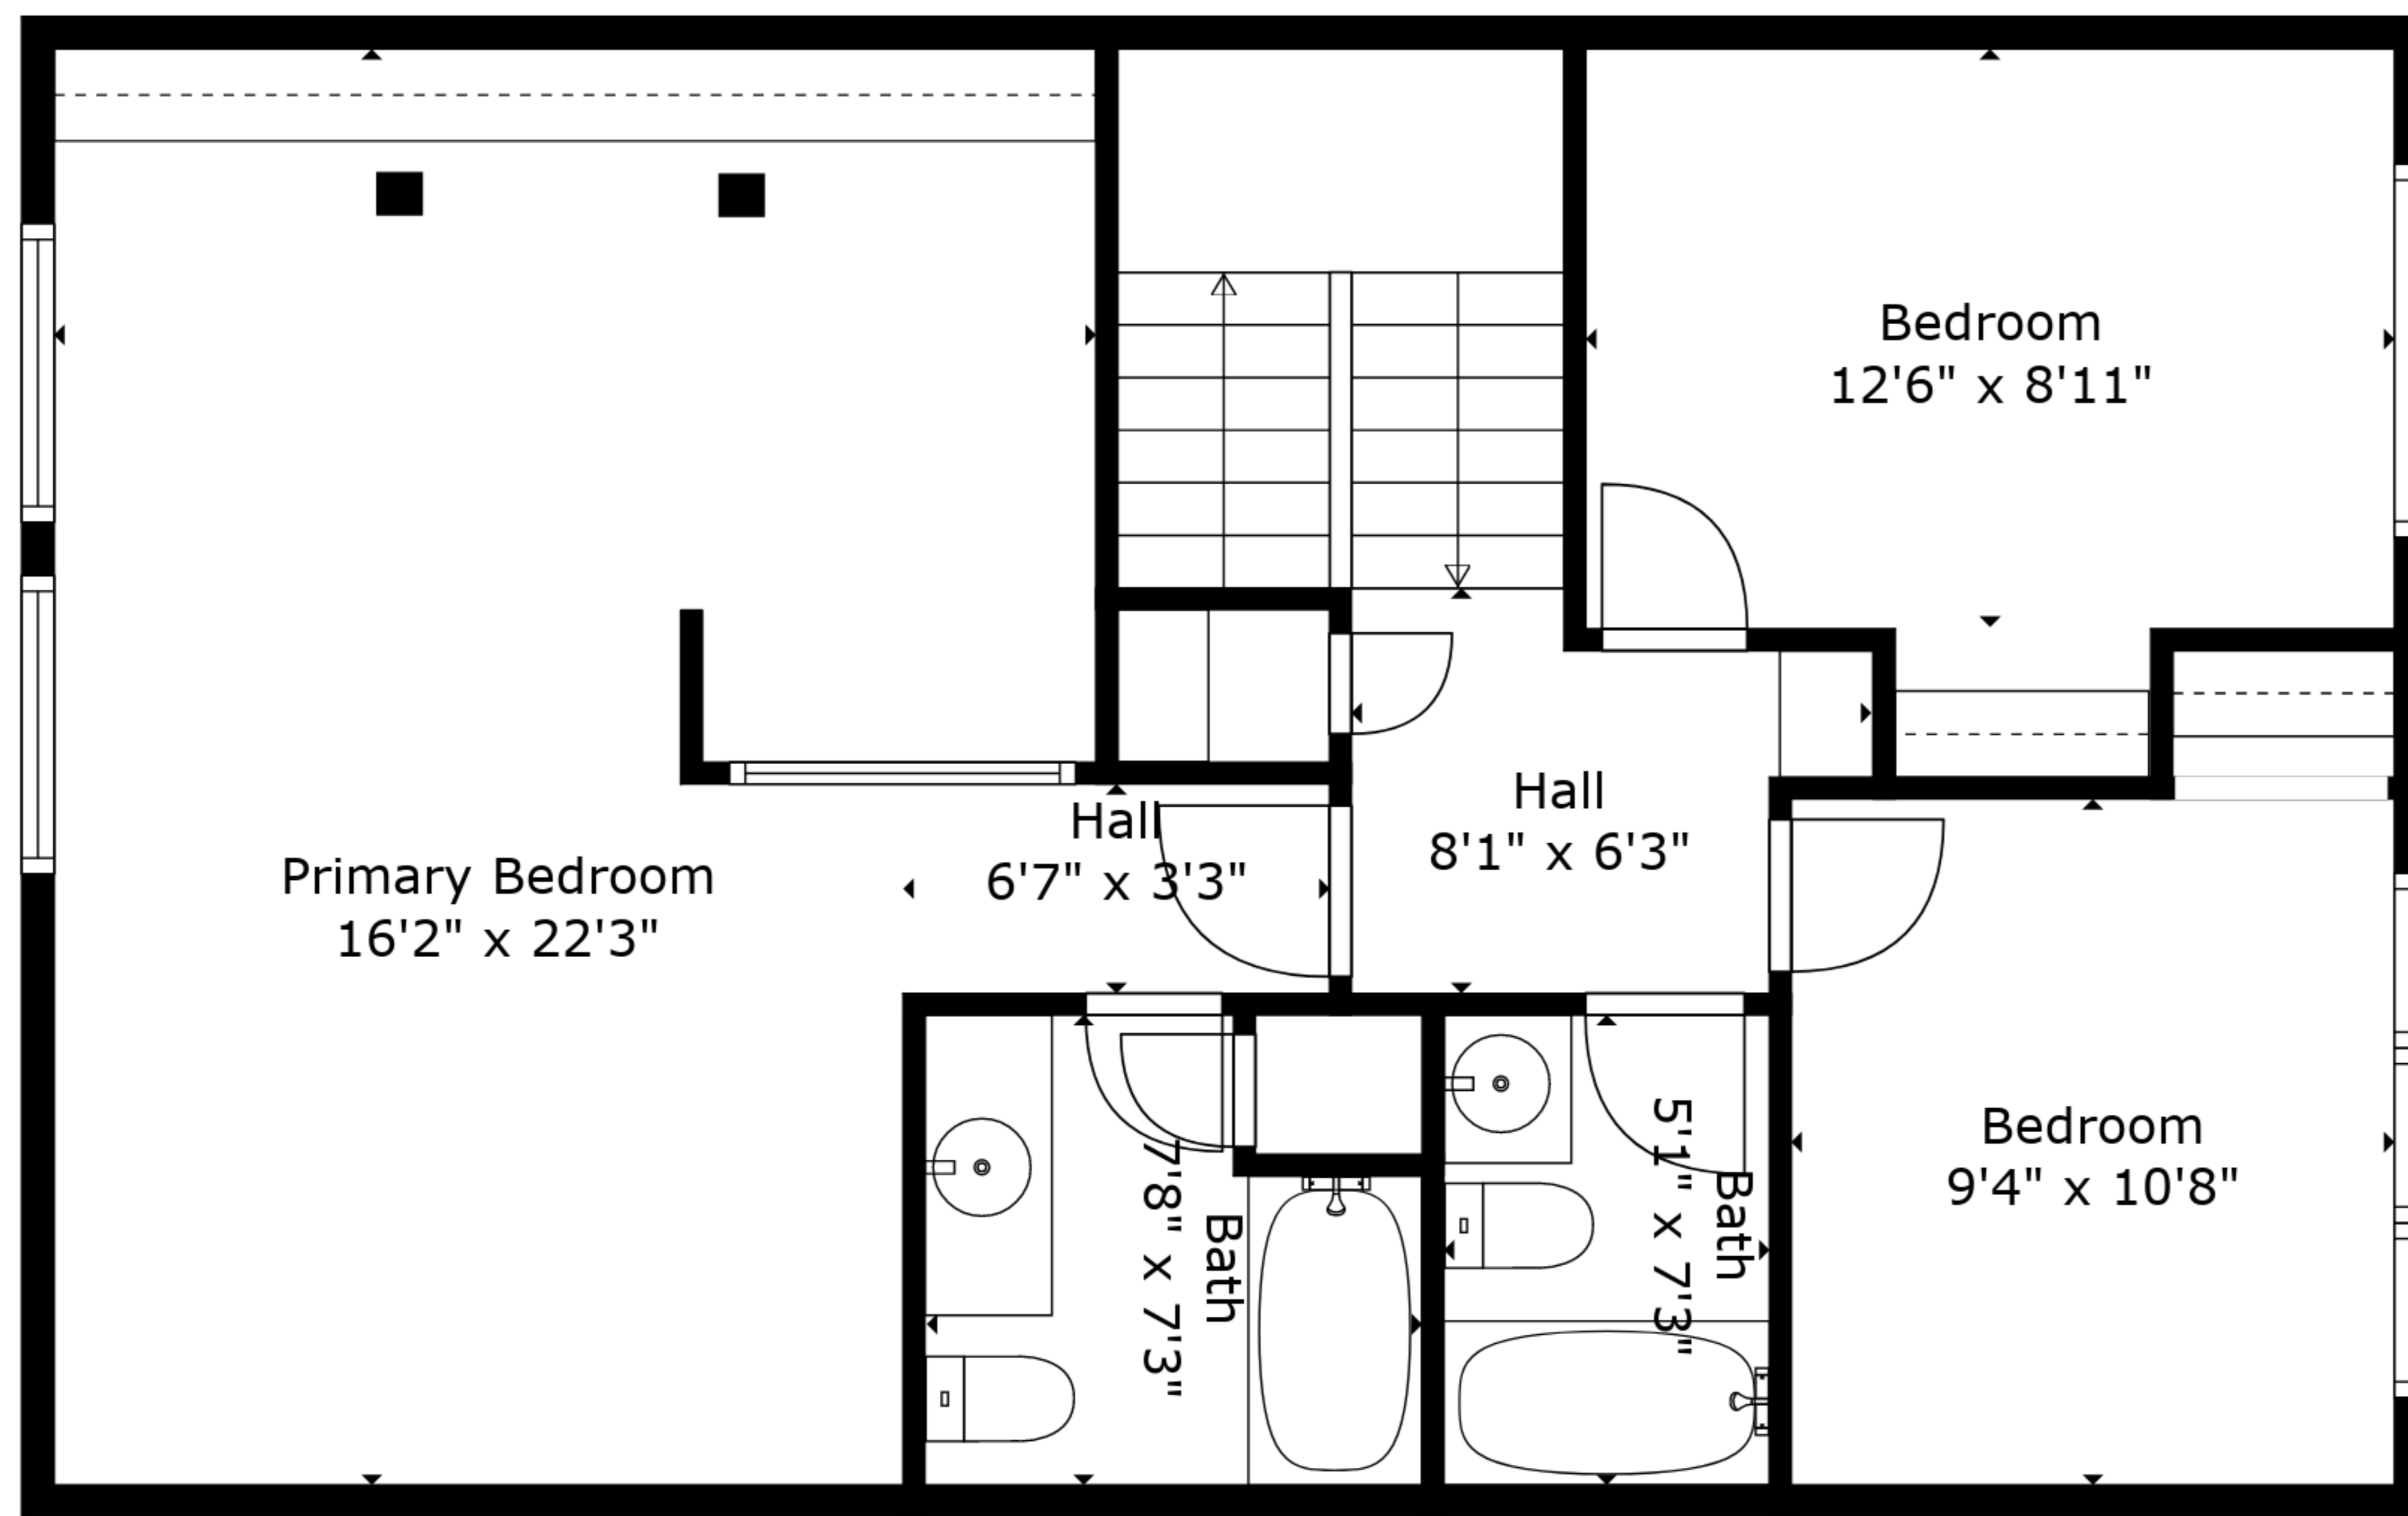 Bedroom
12'6" x 8'11"
Hall
8'1" x 6'3"
Hall
6'7" x 3'3"
Primary Bedroom
16'2" x 22'3"
Bedroom
9'4" x 10'8"
Bath
7'8" x 7'3"
Bath
5'1" x 7'3"